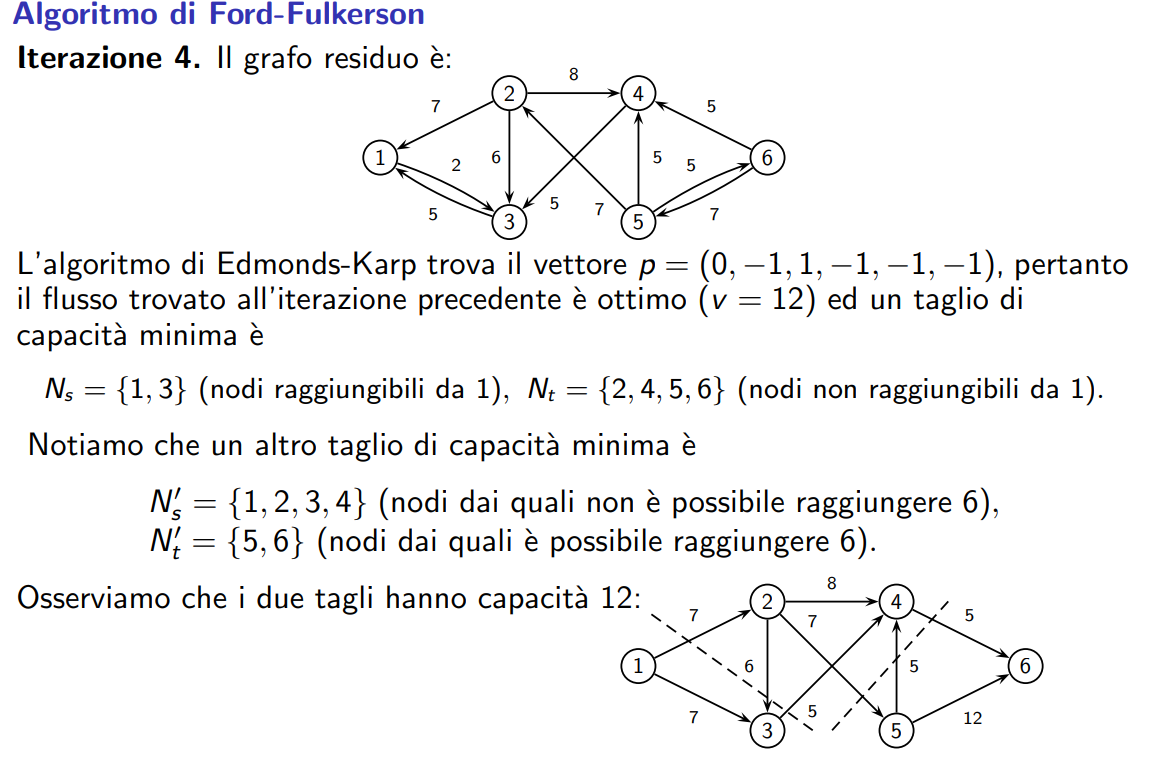 Algoritmo di Ford-Fulkerson
Iterazione 4. Il grafo residuo è:
8
2 4
7 5
1 2 6 5 5 6
5 5 7 7
3 5
L'algoritmo di Edmonds-Karp trova il vettore p = (0, −1, 1, −1, −1, −1), pertanto
il flusso trovato all'iterazione precedente è ottimo (v = 12) ed un taglio di
capacità minima è
Nₛ = {1, 3} (nodi raggiungibili da 1), Nₜ = {2, 4, 5, 6} (nodi non raggiungibili da 1).
Notiamo che un altro taglio di capacità minima è
N′ₛ = {1, 2, 3, 4} (nodi dai quali non è possibile raggiungere 6),
N′ₜ = {5, 6} (nodi dai quali è possibile raggiungere 6).
Osserviamo che i due tagli hanno capacità 12:
8
2 4
7 7 5
1 6 5 6
7 5 12
3 5